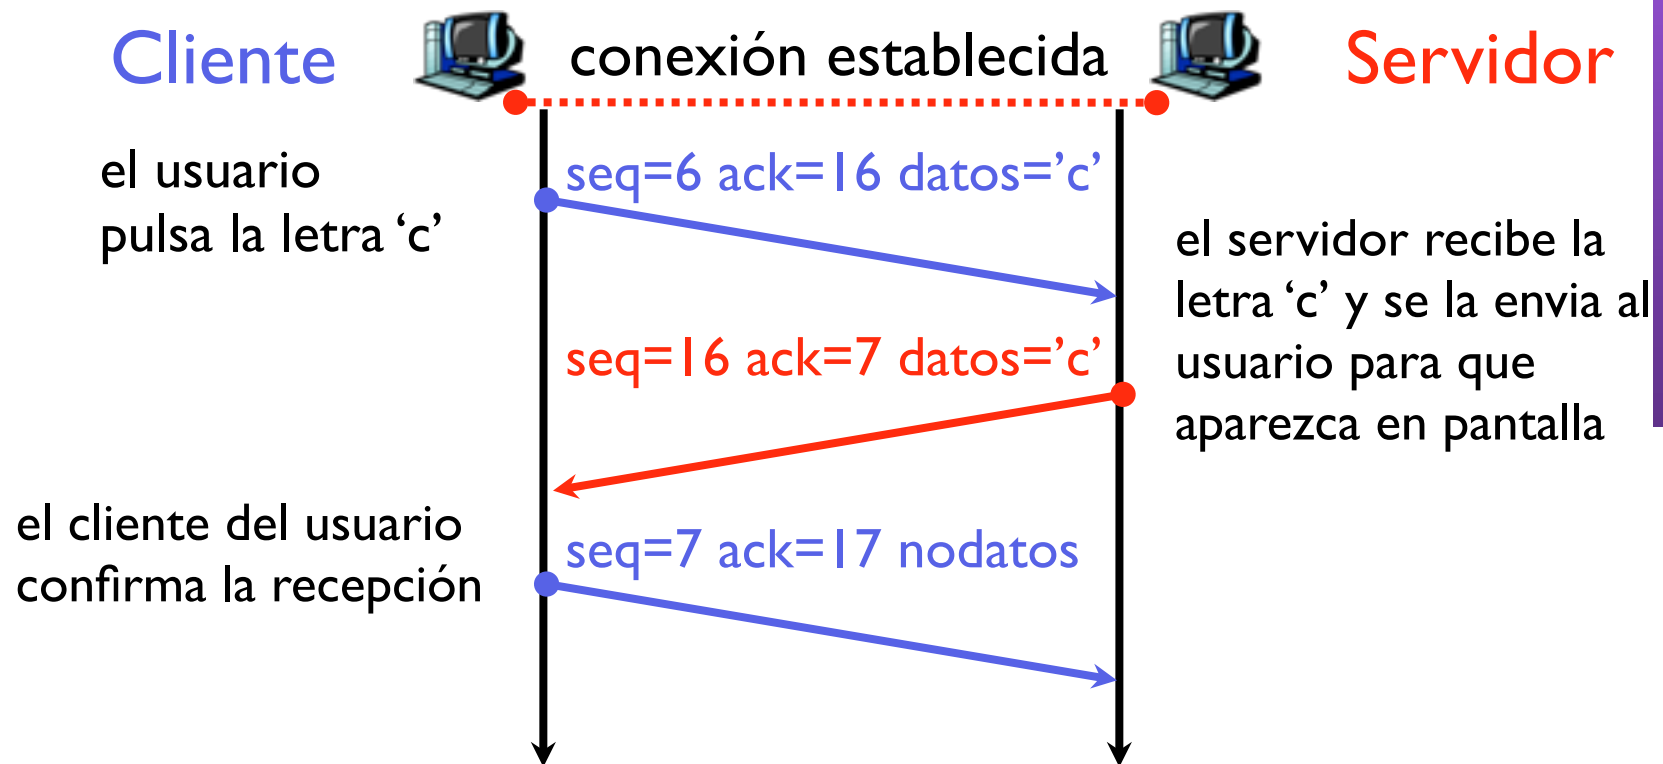 Cliente
conexión establecida
Servidor
el usuario
pulsa la letra ‘c’
seq=6 ack=16 datos=’c’
el servidor recibe la
letra ‘c’ y se la envia al
usuario para que
aparezca en pantalla
seq=16 ack=7 datos=’c’
el cliente del usuario
confirma la recepción
seq=7 ack=17 nodatos